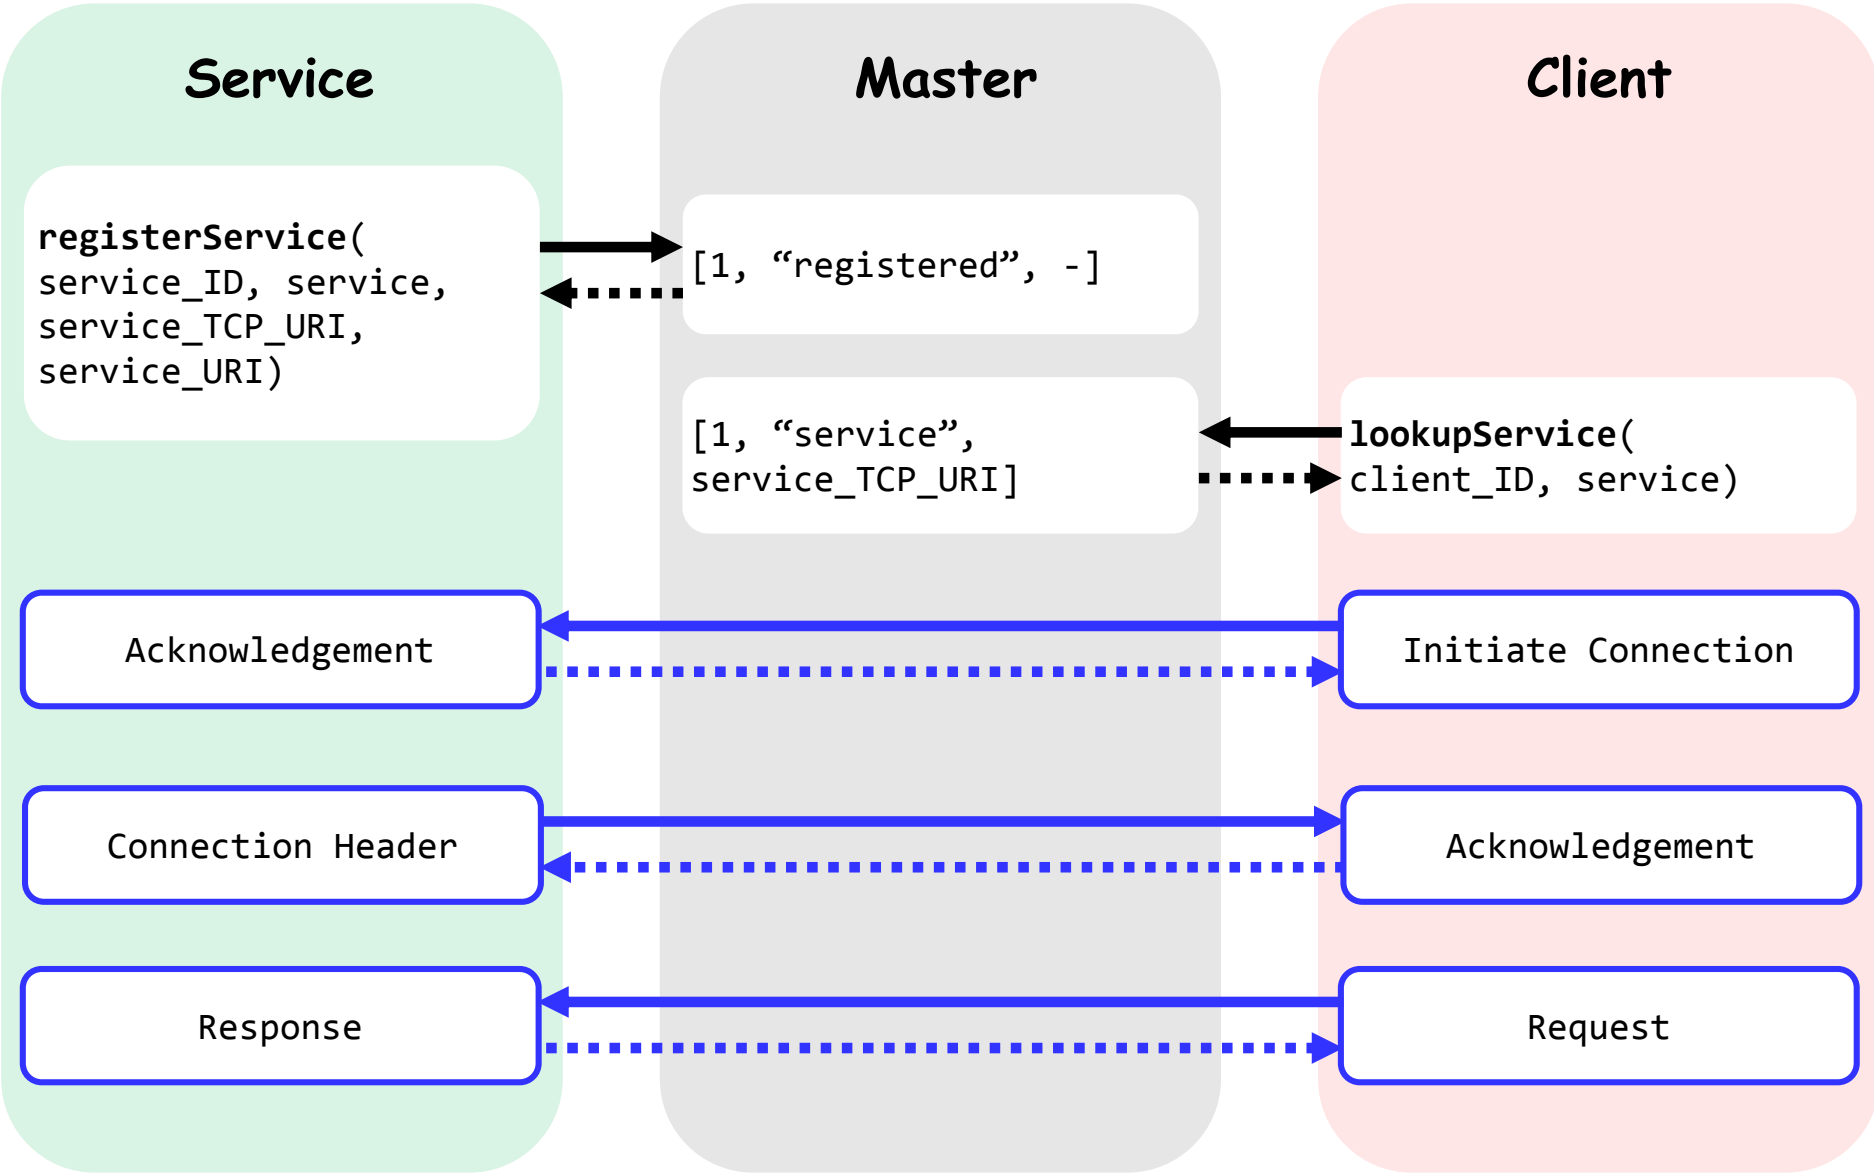 Service
Master
Client
registerService(
service_ID, service,
service_TCP_URI,
service_URI)
[1, “registered”, -]
[1, “service”,
service_TCP_URI]
lookupService(
client_ID, service)
Acknowledgement
Initiate Connection
Connection Header
Acknowledgement
Response
Request